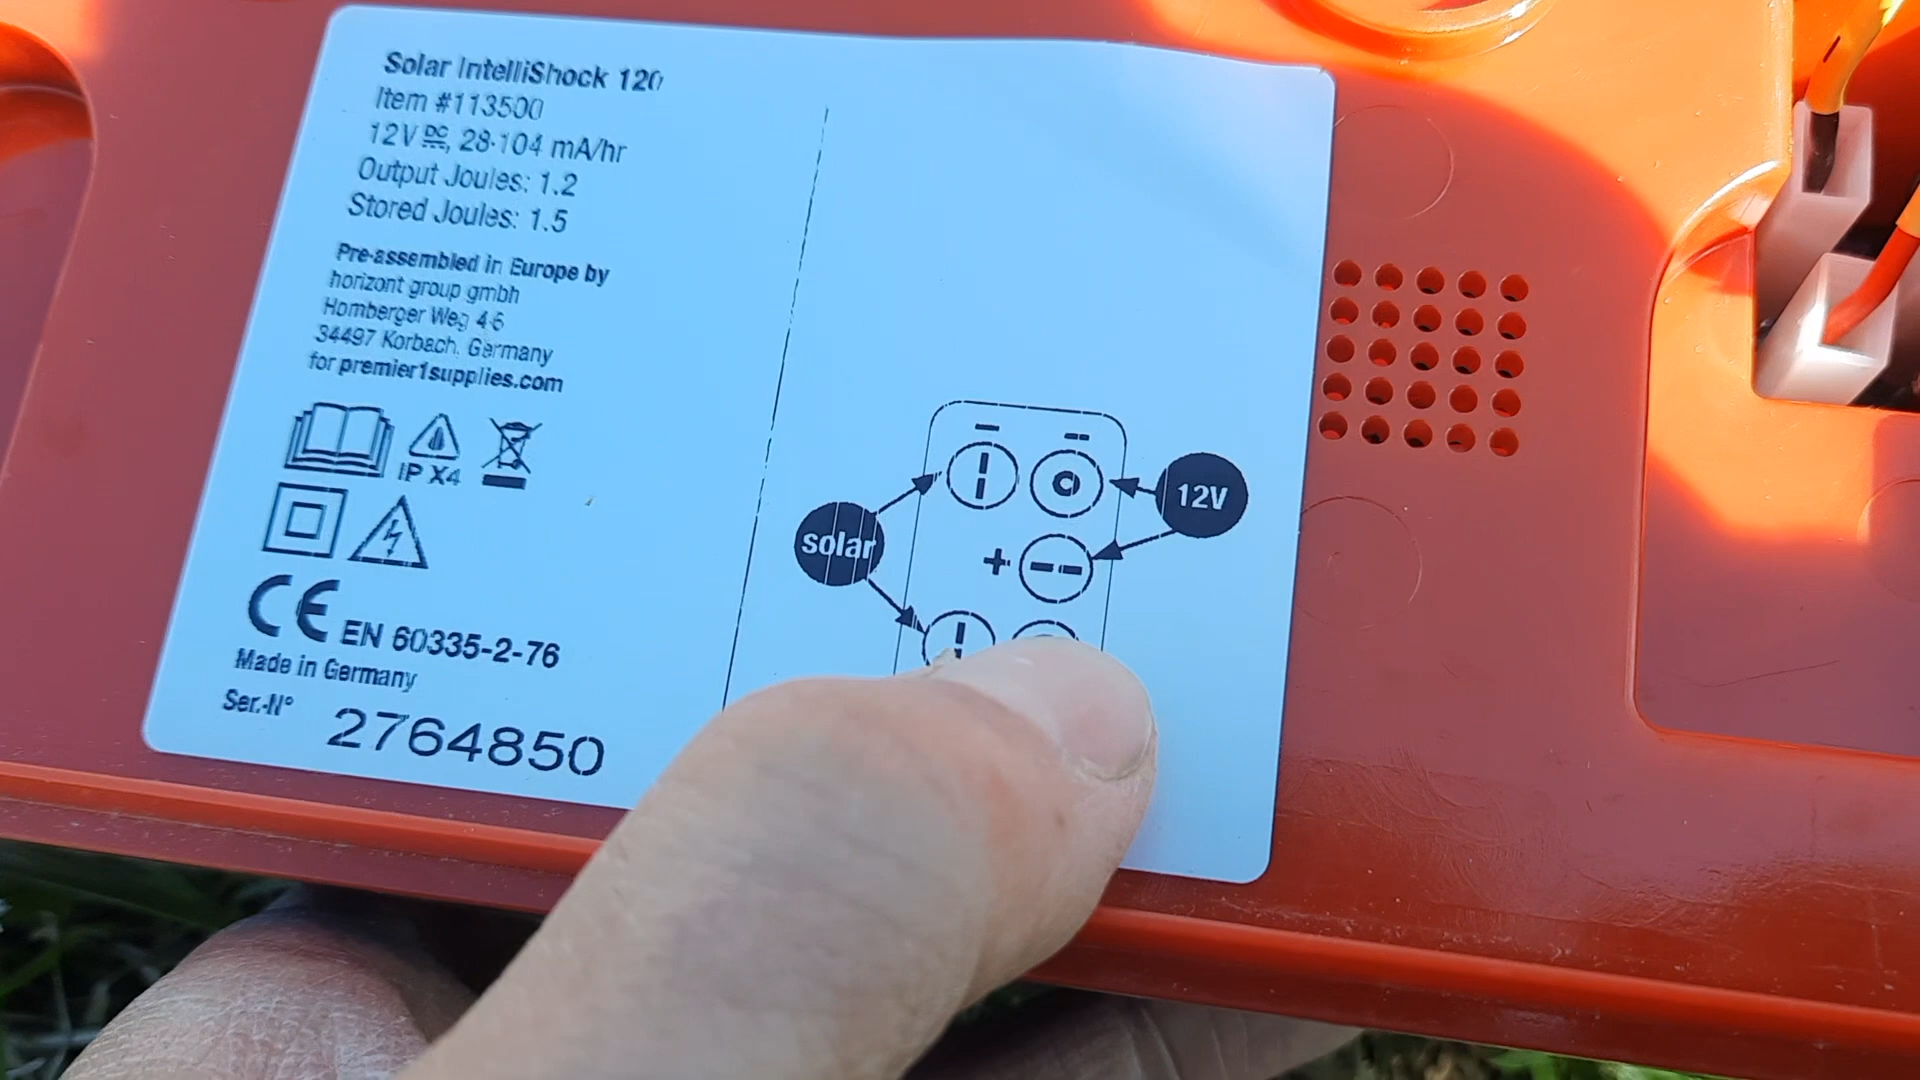 Solar IntelliShock 120
Item #113500
12V DC, 28-104 mA/hr
Output Joules: 1.2
Stored Joules: 1.5
Pre-assembled in Europe by
horizont group gmbh
Homberger Weg 4-6
34497 Korbach, Germany
for premier1supplies.com
IP X4
CE EN 60335-2-76
Made in Germany
Ser.-N°
2764850
solar
12V
- -
+